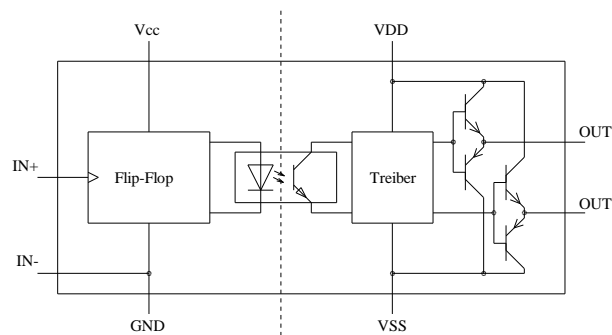 Vcc
VDD
OUT
IN+
Flip-Flop
Treiber
OUT
IN-
GND
VSS